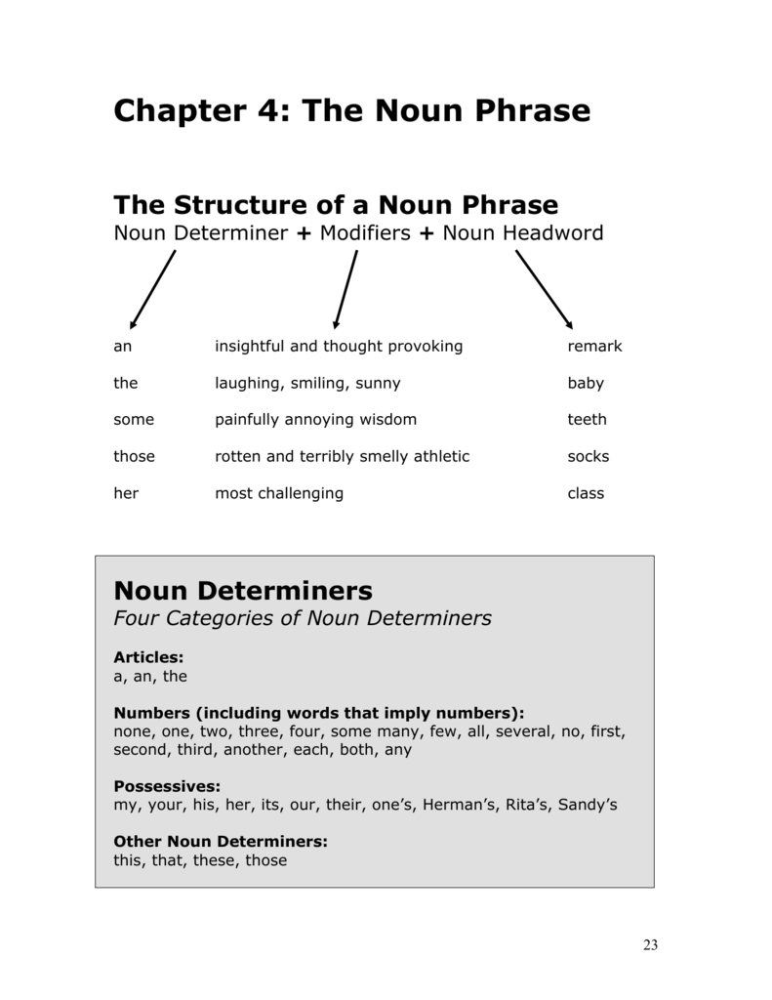 Chapter 4: The Noun Phrase
The Structure of a Noun Phrase
Noun Determiner + Modifiers + Noun Headword
an insightful and thought provoking remark
the laughing, smiling, sunny baby
some painfully annoying wisdom teeth
those rotten and terribly smelly athletic socks
her most challenging class
Noun Determiners
Four Categories of Noun Determiners
Articles:
a, an, the
Numbers (including words that imply numbers):
none, one, two, three, four, some many, few, all, several, no, first,
second, third, another, each, both, any
Possessives:
my, your, his, her, its, our, their, one’s, Herman’s, Rita’s, Sandy’s
Other Noun Determiners:
this, that, these, those
23